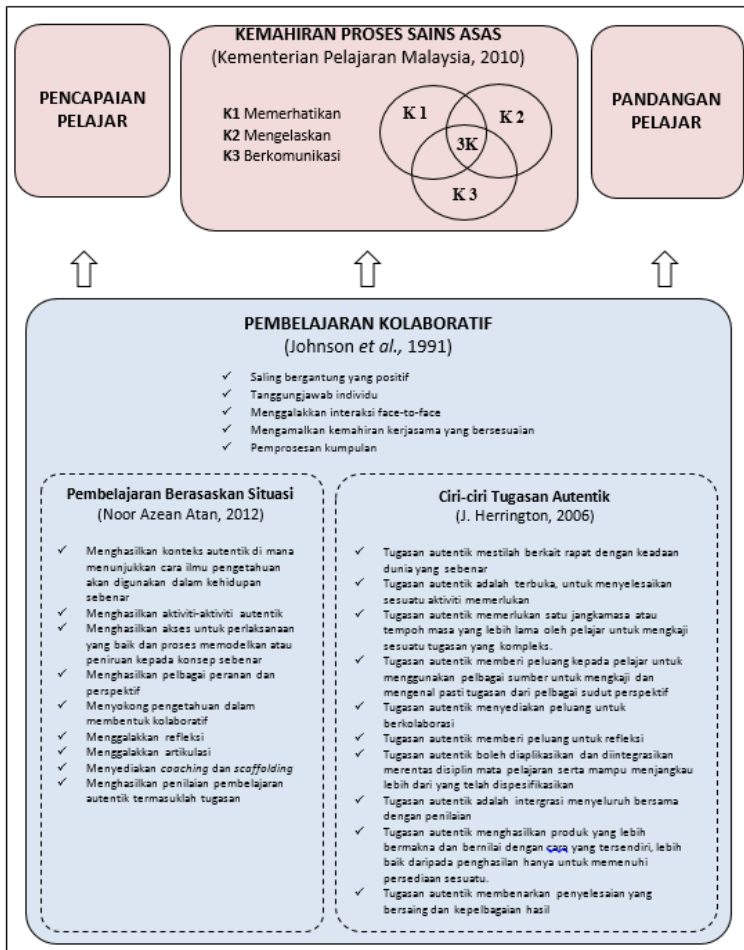 PENCAPAIAN
PELAJAR
KEMAHIRAN PROSES SAINS ASAS
(Kementerian Pelajaran Malaysia, 2010)
K1 Memerhatikan
K2 Mengelaskan
K3 Berkomunikasi
K 1
K 2
3K
K 3
PANDANGAN
PELAJAR
PEMBELAJARAN KOLABORATIF
(Johnson et al., 1991)
✓ Saling bergantung yang positif
✓ Tanggungjawab individu
✓ Menggalakkan interaksi face-to-face
✓ Mengamalkan kemahiran kerjasama yang bersesuaian
✓ Pemprosesan kumpulan
Pembelajaran Berasaskan Situasi
(Noor Azean Atan, 2012)
✓ Menghasilkan konteks autentik di mana
menunjukkan cara ilmu pengetahuan
akan digunakan dalam kehidupan
sebenar
✓ Menghasilkan aktiviti-aktiviti autentik
✓ Menghasilkan akses untuk perlaksanaan
yang baik dan proses memodelkan atau
peniruan kepada konsep sebenar
✓ Menghasilkan pelbagai peranan dan
perspektif
✓ Menyokong pengetahuan dalam
membentuk kolaboratif
✓ Menggalakkan refleksi
✓ Menggalakkan artikulasi
✓ Menyediakan coaching dan scaffolding
✓ Menghasilkan penilaian pembelajaran
autentik termasuklah tugasan
Ciri-ciri Tugasan Autentik
(J. Herrington, 2006)
✓ Tugasan autentik mestilah berkait rapat dengan keadaan
dunia yang sebenar
✓ Tugasan autentik adalah terbuka, untuk menyelesaikan
sesuatu aktiviti memerlukan
✓ Tugasan autentik memerlukan satu jangkamasa atau
tempoh masa yang lebih lama oleh pelajar untuk mengkaji
sesuatu tugasan yang kompleks.
✓ Tugasan autentik memberi peluang kepada pelajar untuk
menggunakan pelbagai sumber untuk mengkaji dan
mengenal pasti tugasan dari pelbagai sudut perspektif
✓ Tugasan autentik menyediakan peluang untuk
berkolaborasi
✓ Tugasan autentik memberi peluang untuk refleksi
✓ Tugasan autentik boleh diaplikasikan dan diintegrasikan
merentas disiplin mata pelajaran serta mampu menjangkau
lebih dari yang telah dispesifikasikan
✓ Tugasan autentik adalah intergrasi menyeluruh bersama
dengan penilaian
✓ Tugasan autentik menghasilkan produk yang lebih
bermakna dan bernilai dengan cara yang tersendiri, lebih
baik daripada penghasilan hanya untuk memenuhi
persediaan sesuatu.
✓ Tugasan autentik membenarkan penyelesaian yang
bersaing dan kepelbagaian hasil